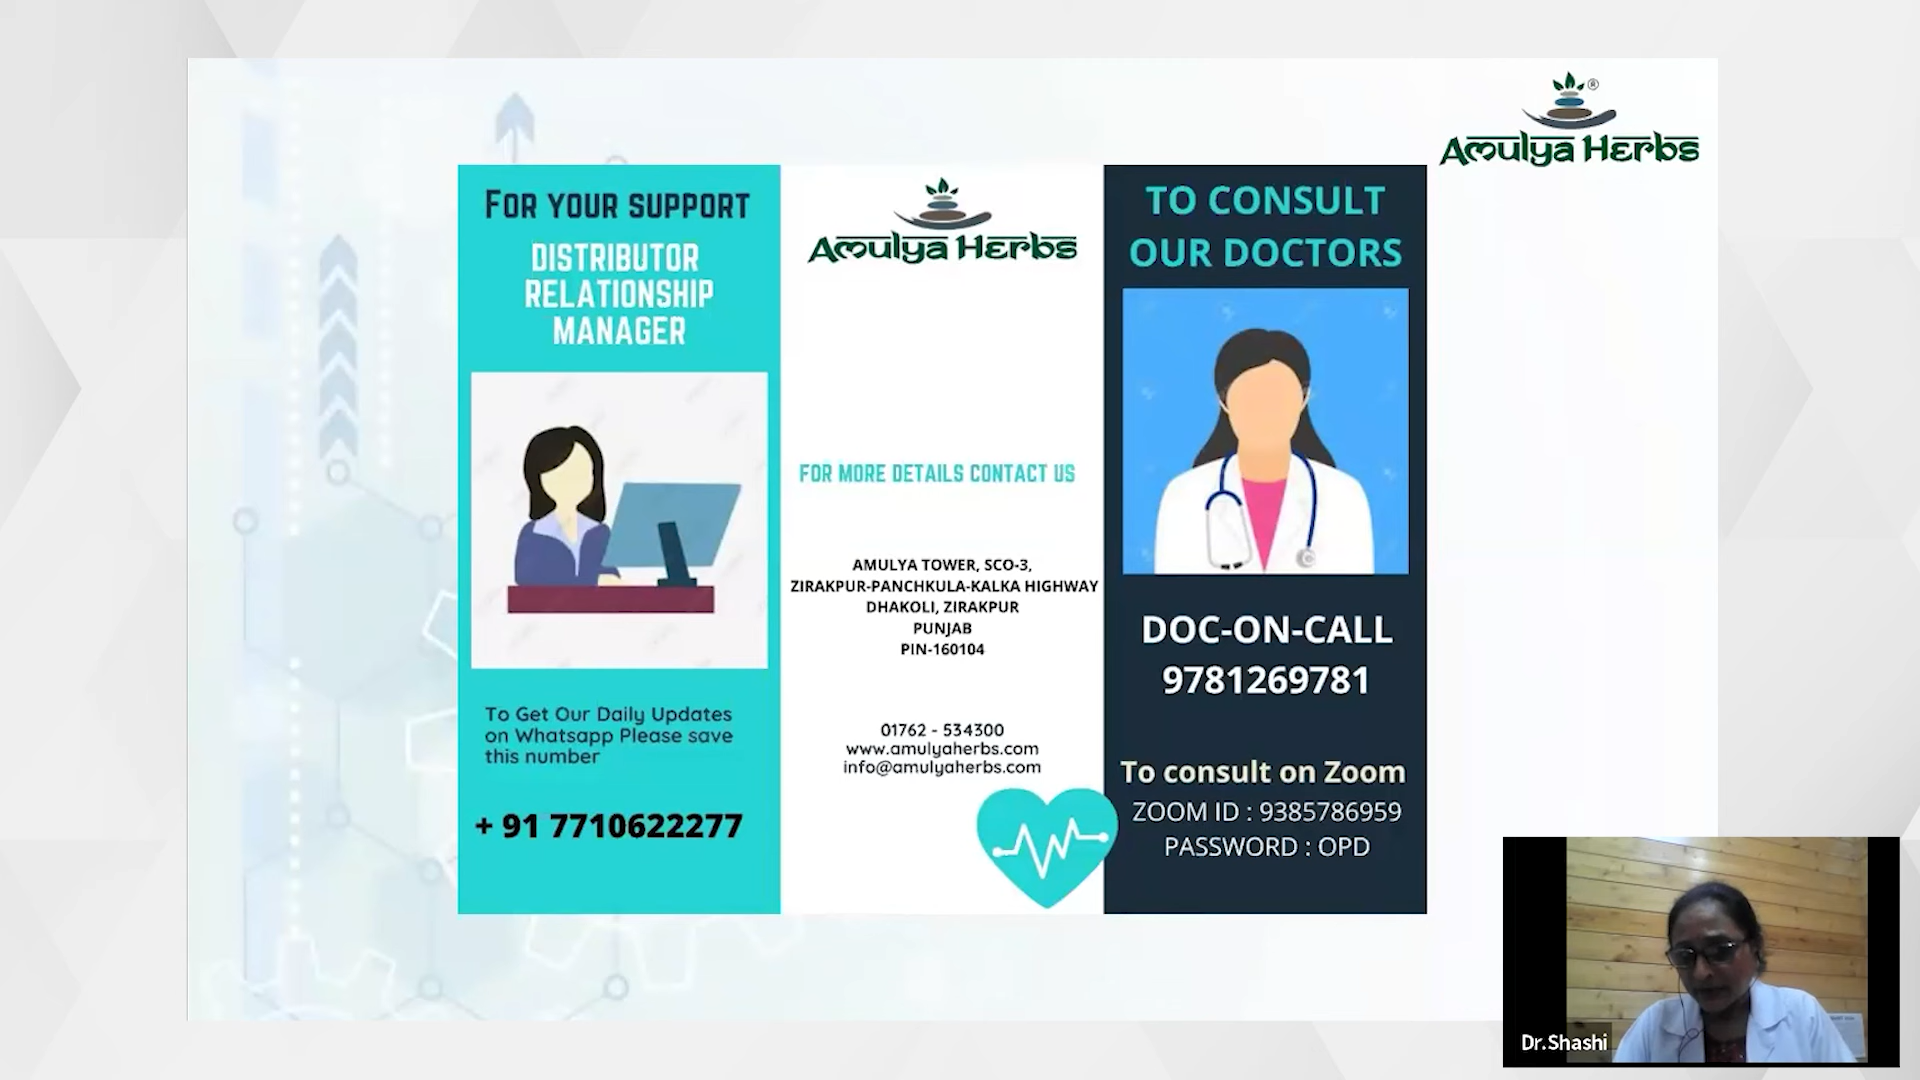 ®
Amulya Herbs
FOR YOUR SUPPORT
DISTRIBUTOR
RELATIONSHIP
MANAGER
To Get Our Daily Updates
on Whatsapp Please save
this number
+ 91 7710622277
Amulya Herbs
FOR MORE DETAILS CONTACT US
AMULYA TOWER, SCO-3,
ZIRAKPUR-PANCHKULA-KALKA HIGHWAY
DHAKOLI, ZIRAKPUR
PUNJAB
PIN-160104
01762 - 534300
www.amulyaherbs.com
info@amulyaherbs.com
TO CONSULT
OUR DOCTORS
DOC-ON-CALL
9781269781
To consult on Zoom
ZOOM ID : 9385786959
PASSWORD : OPD
Dr.Shashi